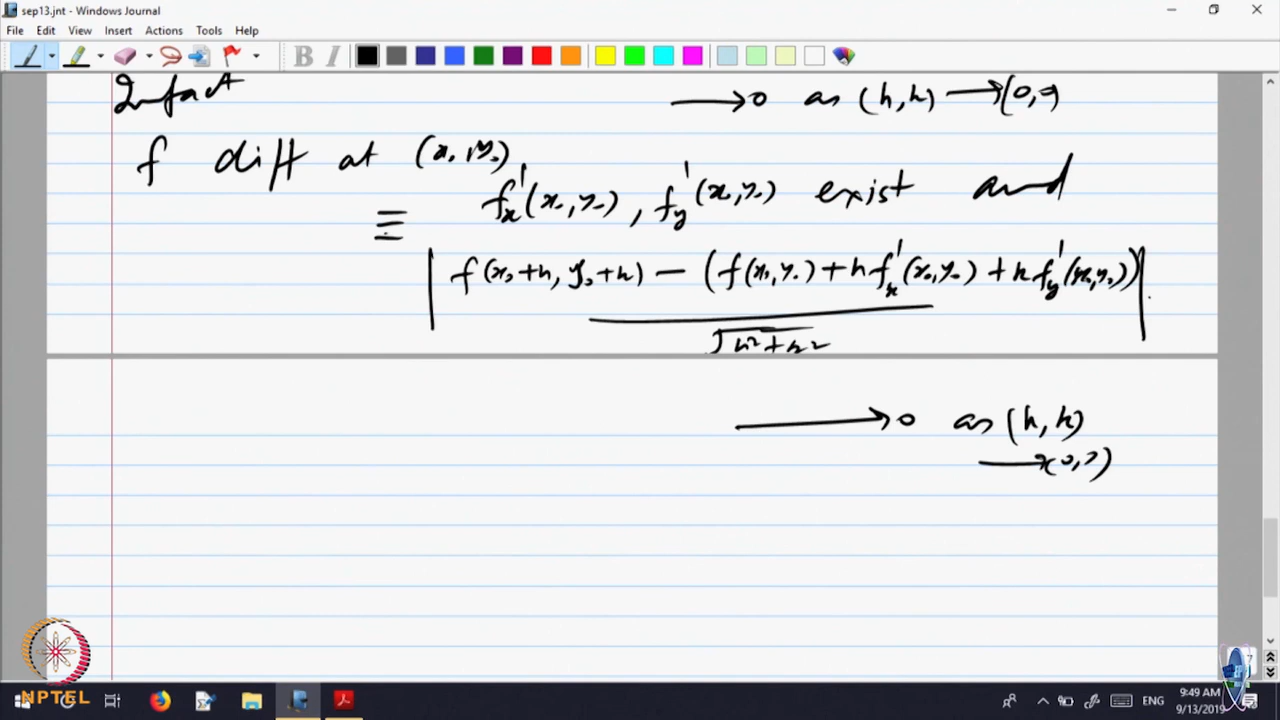 sep13.jnt - Windows Journal
File Edit View Insert Actions Tools Help
Infact
⟶0 as (h,k) ⟶ (0,0)
f diff at (x₀,y₀)
≡ f'ₓ(x₀,y₀), f'ᵧ(x₀,y₀) exist and
| f(x₀+h, y₀+k) − (f(x₀,y₀) + h f'ₓ(x₀,y₀) + k f'ᵧ(x₀,y₀)) |
√h²+k²
⟶0 as (h,k)
⟶(0,0)
NPTEL
ENG
9:49 AM
9/13/2019